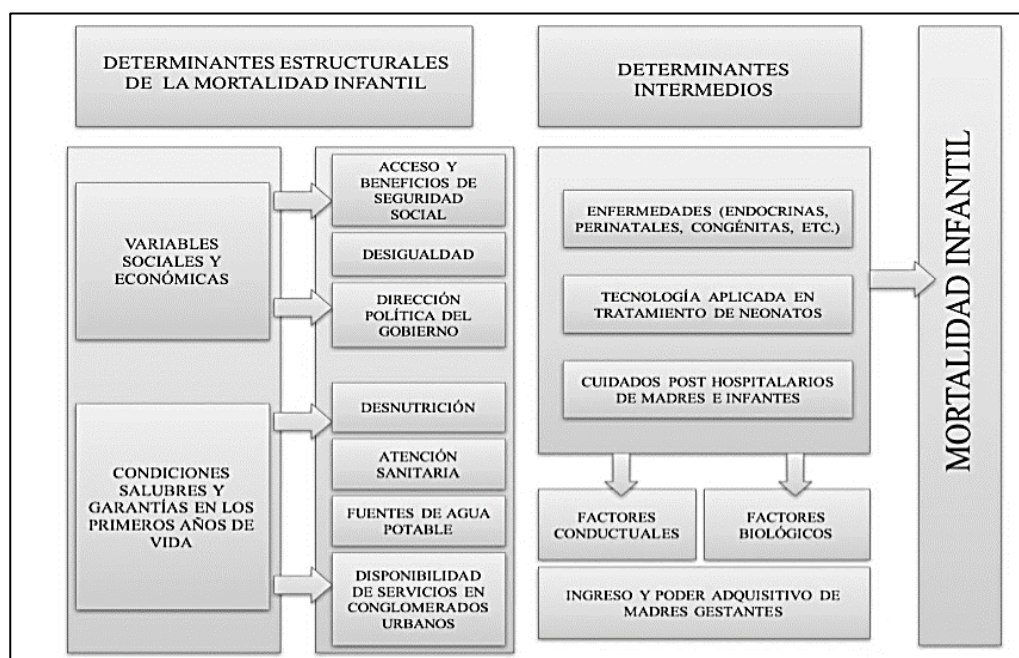 DETERMINANTES ESTRUCTURALES
DE LA MORTALIDAD INFANTIL
DETERMINANTES
INTERMEDIOS
VARIABLES
SOCIALES Y
ECONÓMICAS
CONDICIONES
SALUBRES Y
GARANTÍAS EN LOS
PRIMEROS AÑOS DE
VIDA
ACCESO Y
BENEFICIOS DE
SEGURIDAD
SOCIAL
DESIGUALDAD
DIRECCIÓN
POLÍTICA DEL
GOBIERNO
DESNUTRICIÓN
ATENCIÓN
SANITARIA
FUENTES DE AGUA
POTABLE
DISPONIBILIDAD
DE SERVICIOS EN
CONGLOMERADOS
URBANOS
ENFERMEDADES (ENDOCRINAS,
PERINATALES, CONGÉNITAS, ETC.)
TECNOLOGÍA APLICADA EN
TRATAMIENTO DE NEONATOS
CUIDADOS POST HOSPITALARIOS
DE MADRES E INFANTES
FACTORES
CONDUCTUALES
FACTORES
BIOLÓGICOS
INGRESO Y PODER ADQUISITIVO DE
MADRES GESTANTES
MORTALIDAD INFANTIL